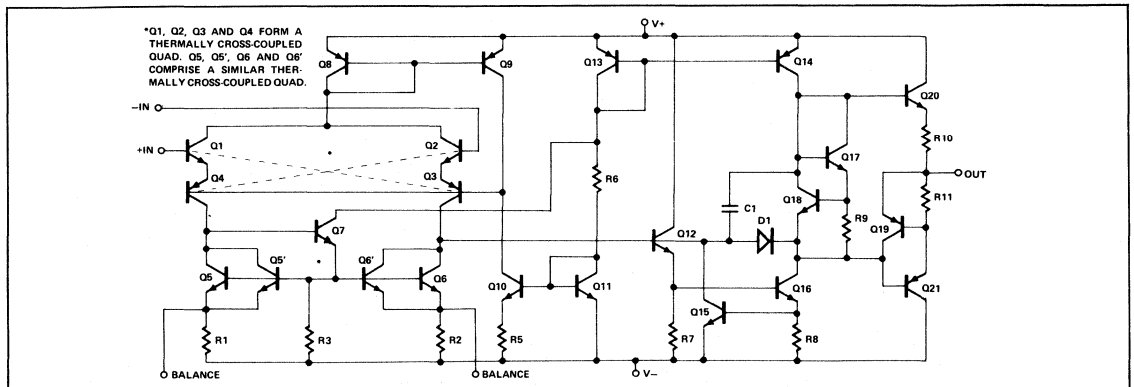 *Q1, Q2, Q3 AND Q4 FORM A
THERMALLY CROSS-COUPLED
QUAD. Q5, Q5', Q6 AND Q6'
COMPRISE A SIMILAR THER-
MALLY CROSS-COUPLED QUAD.
V+
Q8
Q9
Q13
Q14
Q20
-IN
+IN
Q1
Q2
Q4
Q3
R10
Q17
R6
OUT
Q18
C1
R11
D1
R9
Q19
Q7
Q12
Q5
Q5'
Q6'
Q6
Q10
Q11
Q16
Q21
Q15
R1
R3
R2
R5
R7
R8
BALANCE
BALANCE
V-